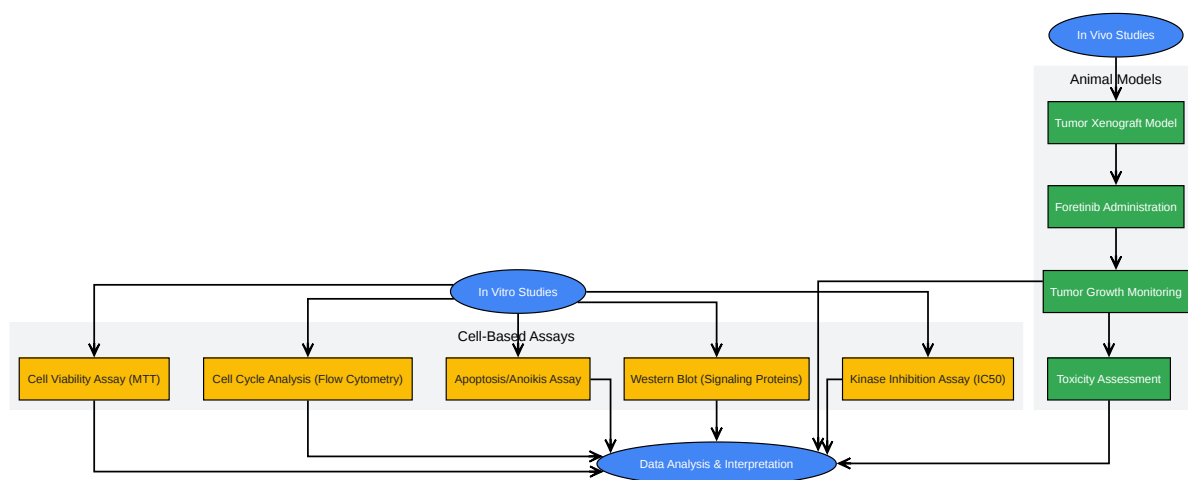 In Vivo Studies
Animal Models
Tumor Xenograft Model
Foretinib Administration
Tumor Growth Monitoring
In Vitro Studies
Cell-Based Assays
Cell Viability Assay (MTT)
Cell Cycle Analysis (Flow Cytometry)
Apoptosis/Anoikis Assay
Western Blot (Signaling Proteins)
Kinase Inhibition Assay (IC50)
Toxicity Assessment
Data Analysis & Interpretation